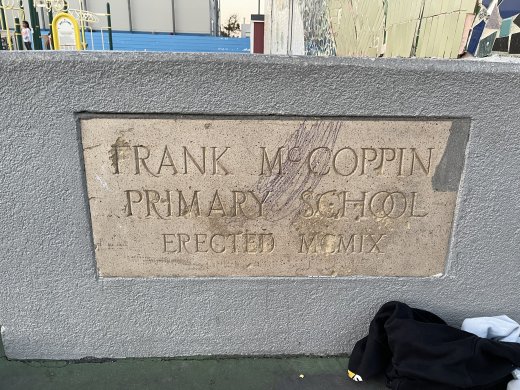 FRANK McCOPPIN
PRIMARY SCHOOL
ERECTED MCMIX